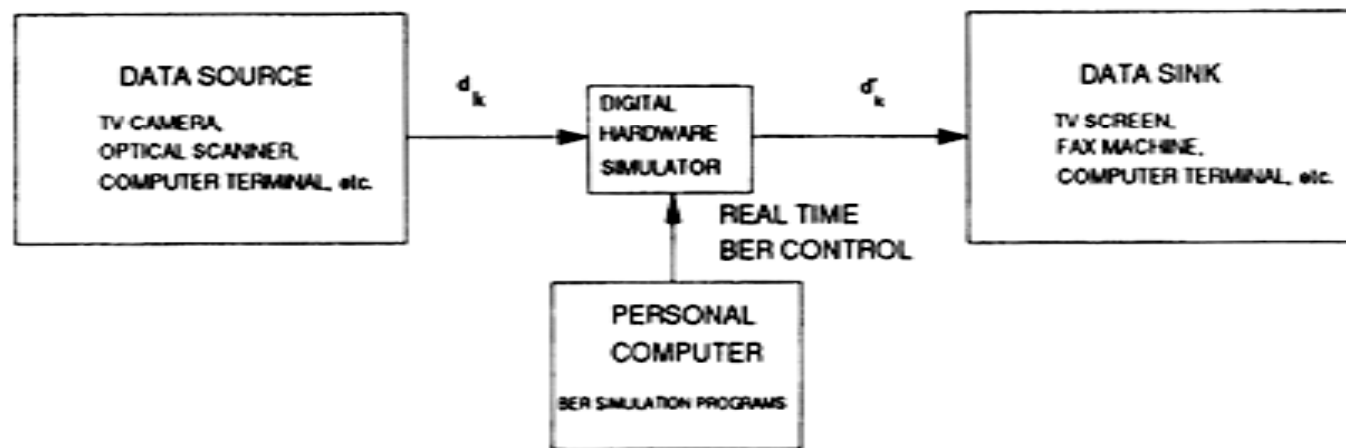 DATA SOURCE
TV CAMERA,
OPTICAL SCANNER,
COMPUTER TERMINAL, etc.
d
k
DIGITAL
HARDWARE
SIMULATOR
d̄
k
DATA SINK
TV SCREEN,
FAX MACHINE,
COMPUTER TERMINAL, etc.
REAL TIME
BER CONTROL
PERSONAL
COMPUTER
BER SIMULATION PROGRAMS